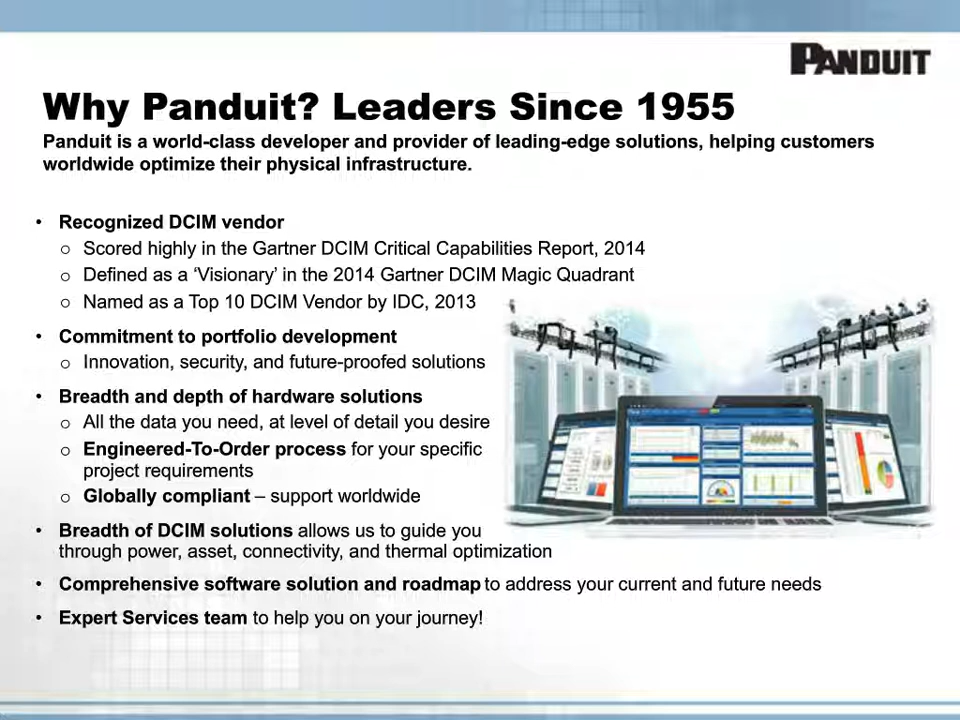 PANDUIT
Why Panduit? Leaders Since 1955
Panduit is a world-class developer and provider of leading-edge solutions, helping customers
worldwide optimize their physical infrastructure.
• Recognized DCIM vendor
o Scored highly in the Gartner DCIM Critical Capabilities Report, 2014
o Defined as a ‘Visionary’ in the 2014 Gartner DCIM Magic Quadrant
o Named as a Top 10 DCIM Vendor by IDC, 2013
• Commitment to portfolio development
o Innovation, security, and future-proofed solutions
• Breadth and depth of hardware solutions
o All the data you need, at level of detail you desire
o Engineered-To-Order process for your specific
project requirements
o Globally compliant – support worldwide
• Breadth of DCIM solutions allows us to guide you
through power, asset, connectivity, and thermal optimization
• Comprehensive software solution and roadmap to address your current and future needs
• Expert Services team to help you on your journey!